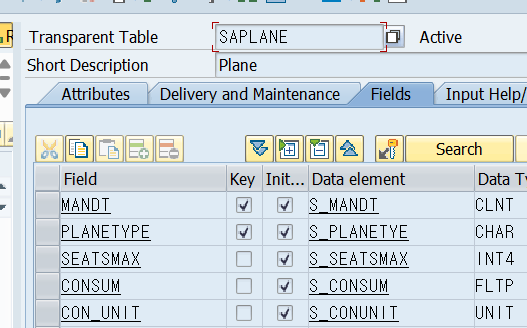 Transparent Table SAPLANE Active
Short Description Plane
Attributes Delivery and Maintenance Fields Input Help/
Search
Field Key Init... Data element Data Ty
MANDT S_MANDT CLNT
PLANETYPE S_PLANETYE CHAR
SEATSMAX S_SEATSMAX INT4
CONSUM S_CONSUM FLTP
CON_UNIT S_CONUNIT UNIT